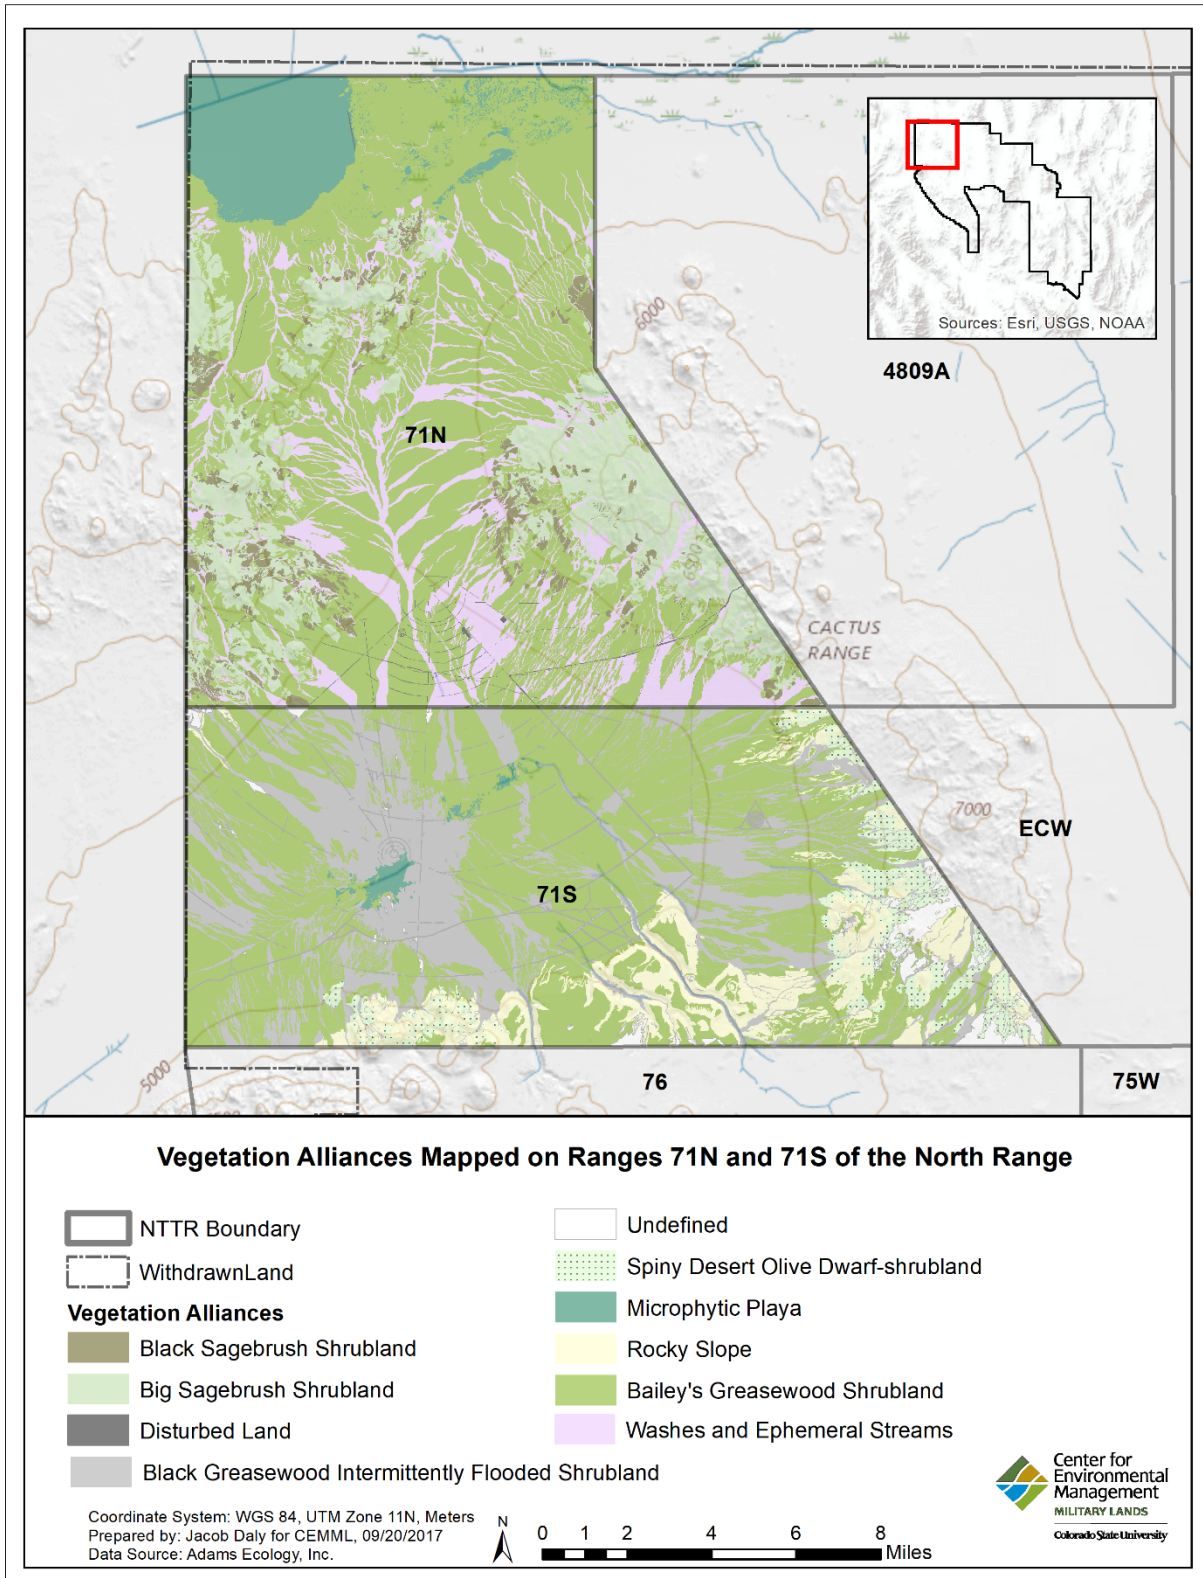 Sources: Esri, USGS, NOAA
6000
4809A
71N
6000
CACTUS
RANGE
7000
ECW
71S
5000
76
75W
Vegetation Alliances Mapped on Ranges 71N and 71S of the North Range
NTTR Boundary
WithdrawnLand
Vegetation Alliances
Black Sagebrush Shrubland
Big Sagebrush Shrubland
Disturbed Land
Black Greasewood Intermittently Flooded Shrubland
Undefined
Spiny Desert Olive Dwarf-shrubland
Microphytic Playa
Rocky Slope
Bailey's Greasewood Shrubland
Washes and Ephemeral Streams
Coordinate System: WGS 84, UTM Zone 11N, Meters
Prepared by: Jacob Daly for CEMML, 09/20/2017
Data Source: Adams Ecology, Inc.
N
0 1 2 4 6 8
Miles
Center for
Environmental
Management
MILITARY LANDS
Colorado State University